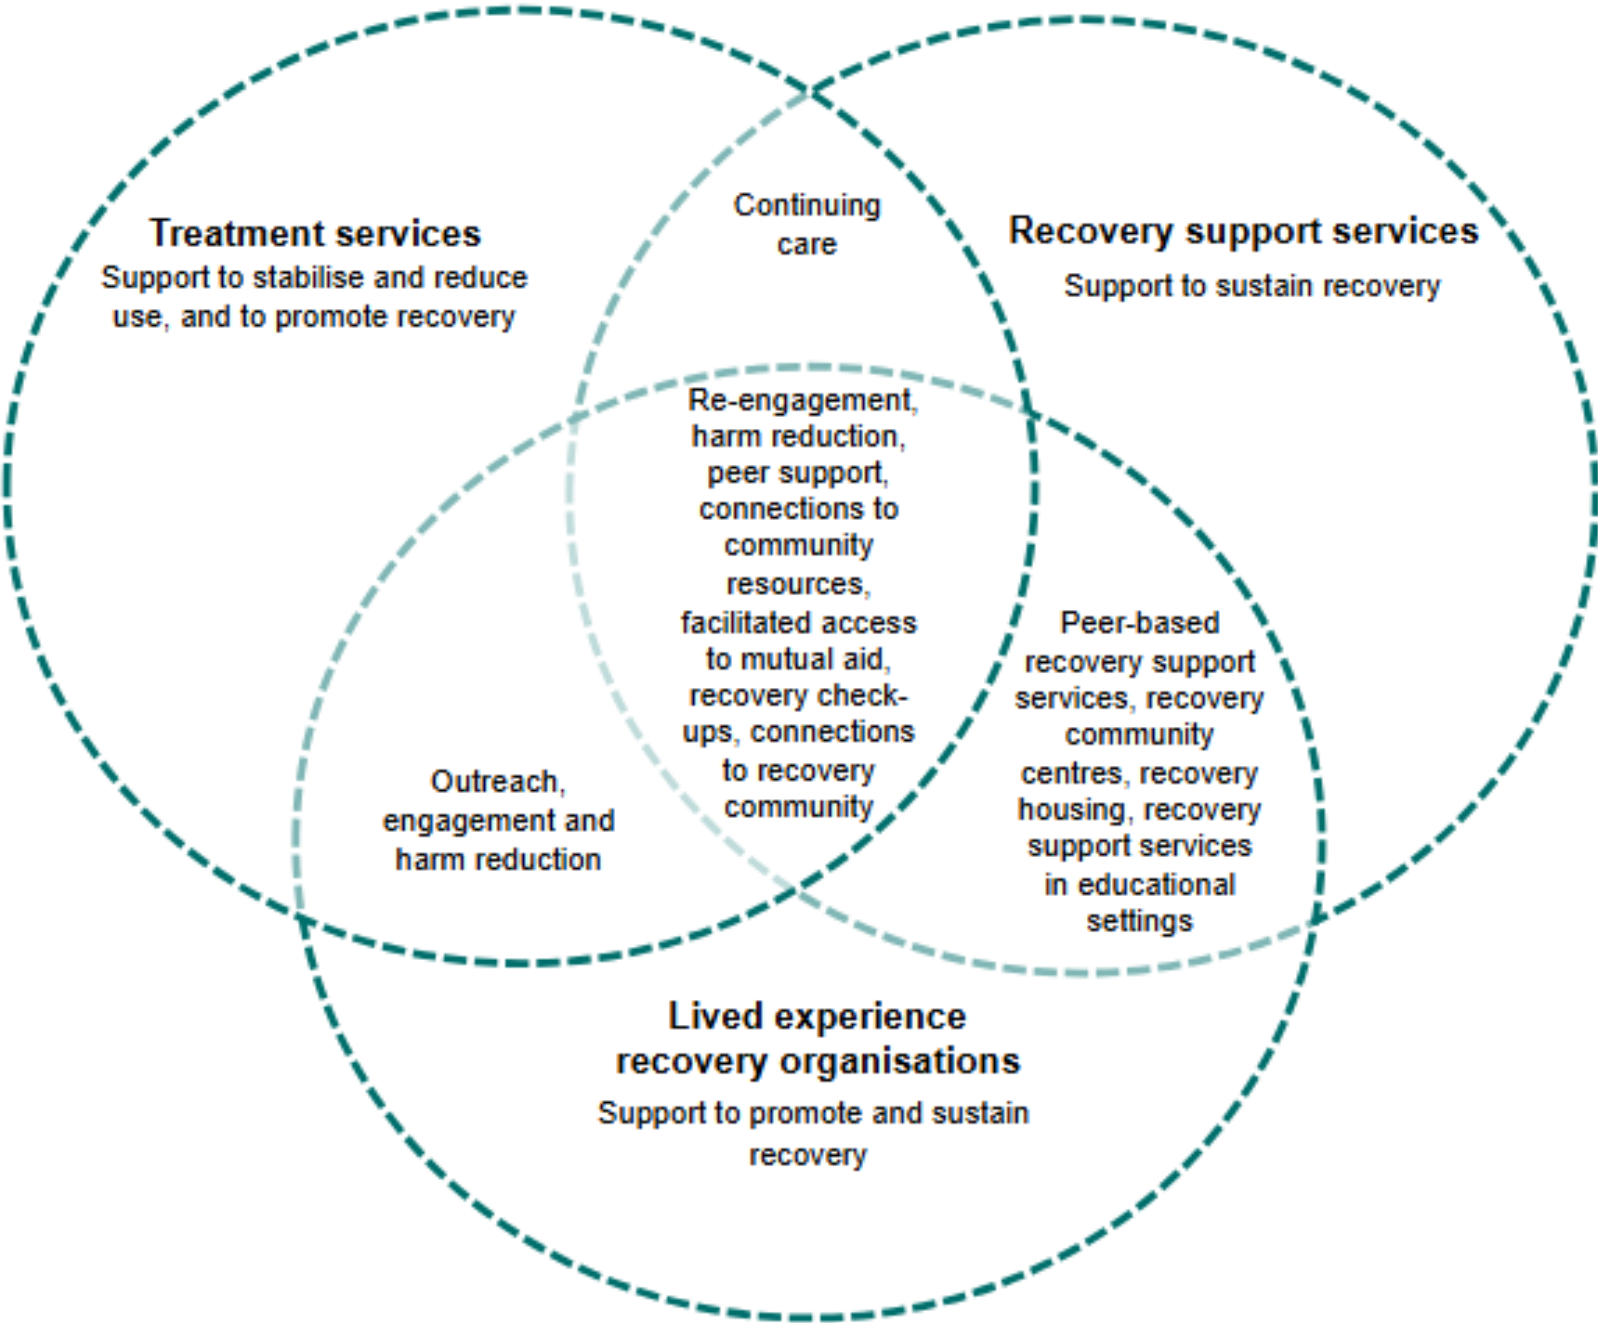 Treatment services
Support to stabilise and reduce
use, and to promote recovery
Continuing
care
Recovery support services
Support to sustain recovery
Re-engagement,
harm reduction,
peer support,
connections to
community
resources,
facilitated access
to mutual aid,
recovery check-
ups, connections
to recovery
community
Outreach,
engagement and
harm reduction
Peer-based
recovery support
services, recovery
community
centres, recovery
housing, recovery
support services
in educational
settings
Lived experience
recovery organisations
Support to promote and sustain
recovery